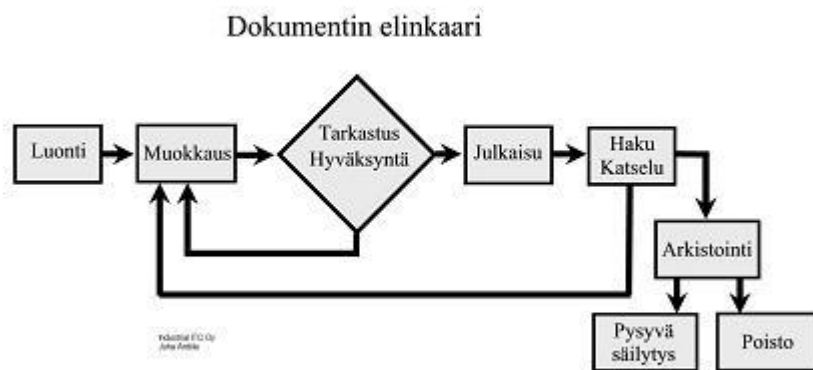 Dokumentin elinkaari
Luonti
Muokkaus
Tarkastus
Hyväksyntä
Julkaisu
Haku
Katselu
Arkistointi
Pysyvä
säilytys
Poisto